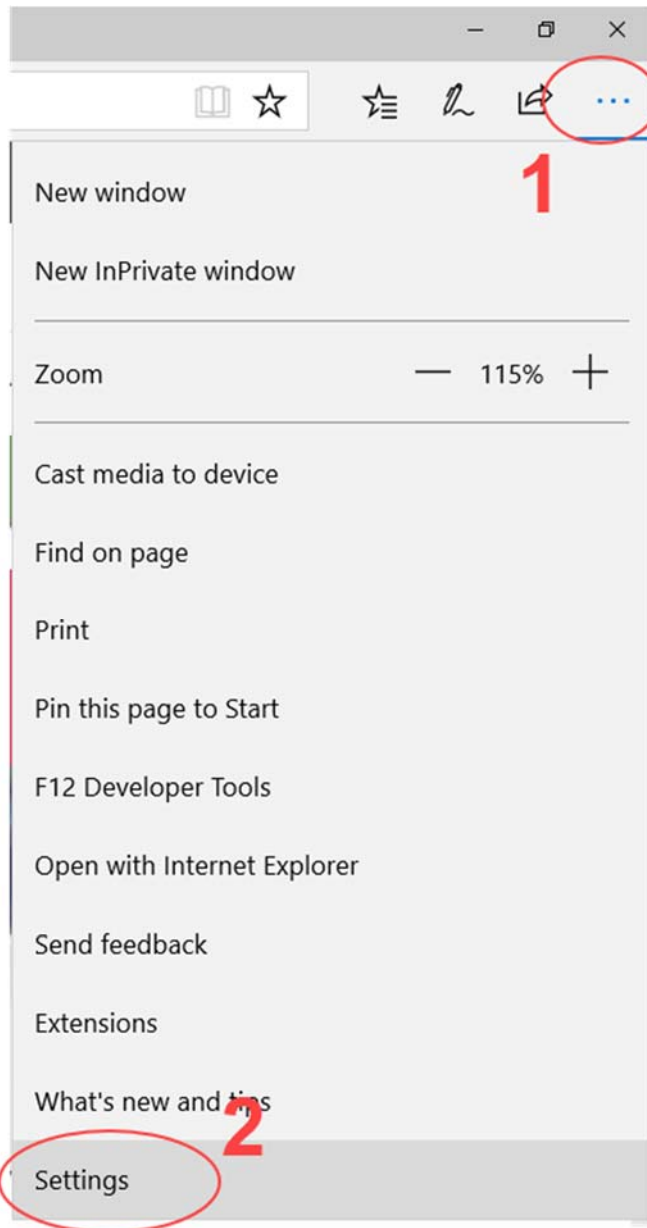 1
New window
New InPrivate window
Zoom 115%
Cast media to device
Find on page
Print
Pin this page to Start
F12 Developer Tools
Open with Internet Explorer
Send feedback
Extensions
What's new and tips
2
Settings